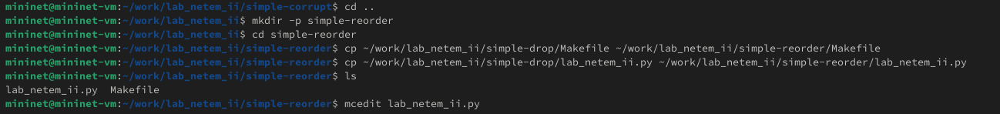 mininet@mininet-vm:~/work/lab_netem_ii/simple-corrupt$ cd ..
mininet@mininet-vm:~/work/lab_netem_ii$ mkdir -p simple-reorder
mininet@mininet-vm:~/work/lab_netem_ii$ cd simple-reorder
mininet@mininet-vm:~/work/lab_netem_ii/simple-reorder$ cp ~/work/lab_netem_ii/simple-drop/Makefile ~/work/lab_netem_ii/simple-reorder/Makefile
mininet@mininet-vm:~/work/lab_netem_ii/simple-reorder$ cp ~/work/lab_netem_ii/simple-drop/lab_netem_ii.py ~/work/lab_netem_ii/simple-reorder/lab_netem_ii.py
mininet@mininet-vm:~/work/lab_netem_ii/simple-reorder$ ls
lab_netem_ii.py  Makefile
mininet@mininet-vm:~/work/lab_netem_ii/simple-reorder$ mcedit lab_netem_ii.py